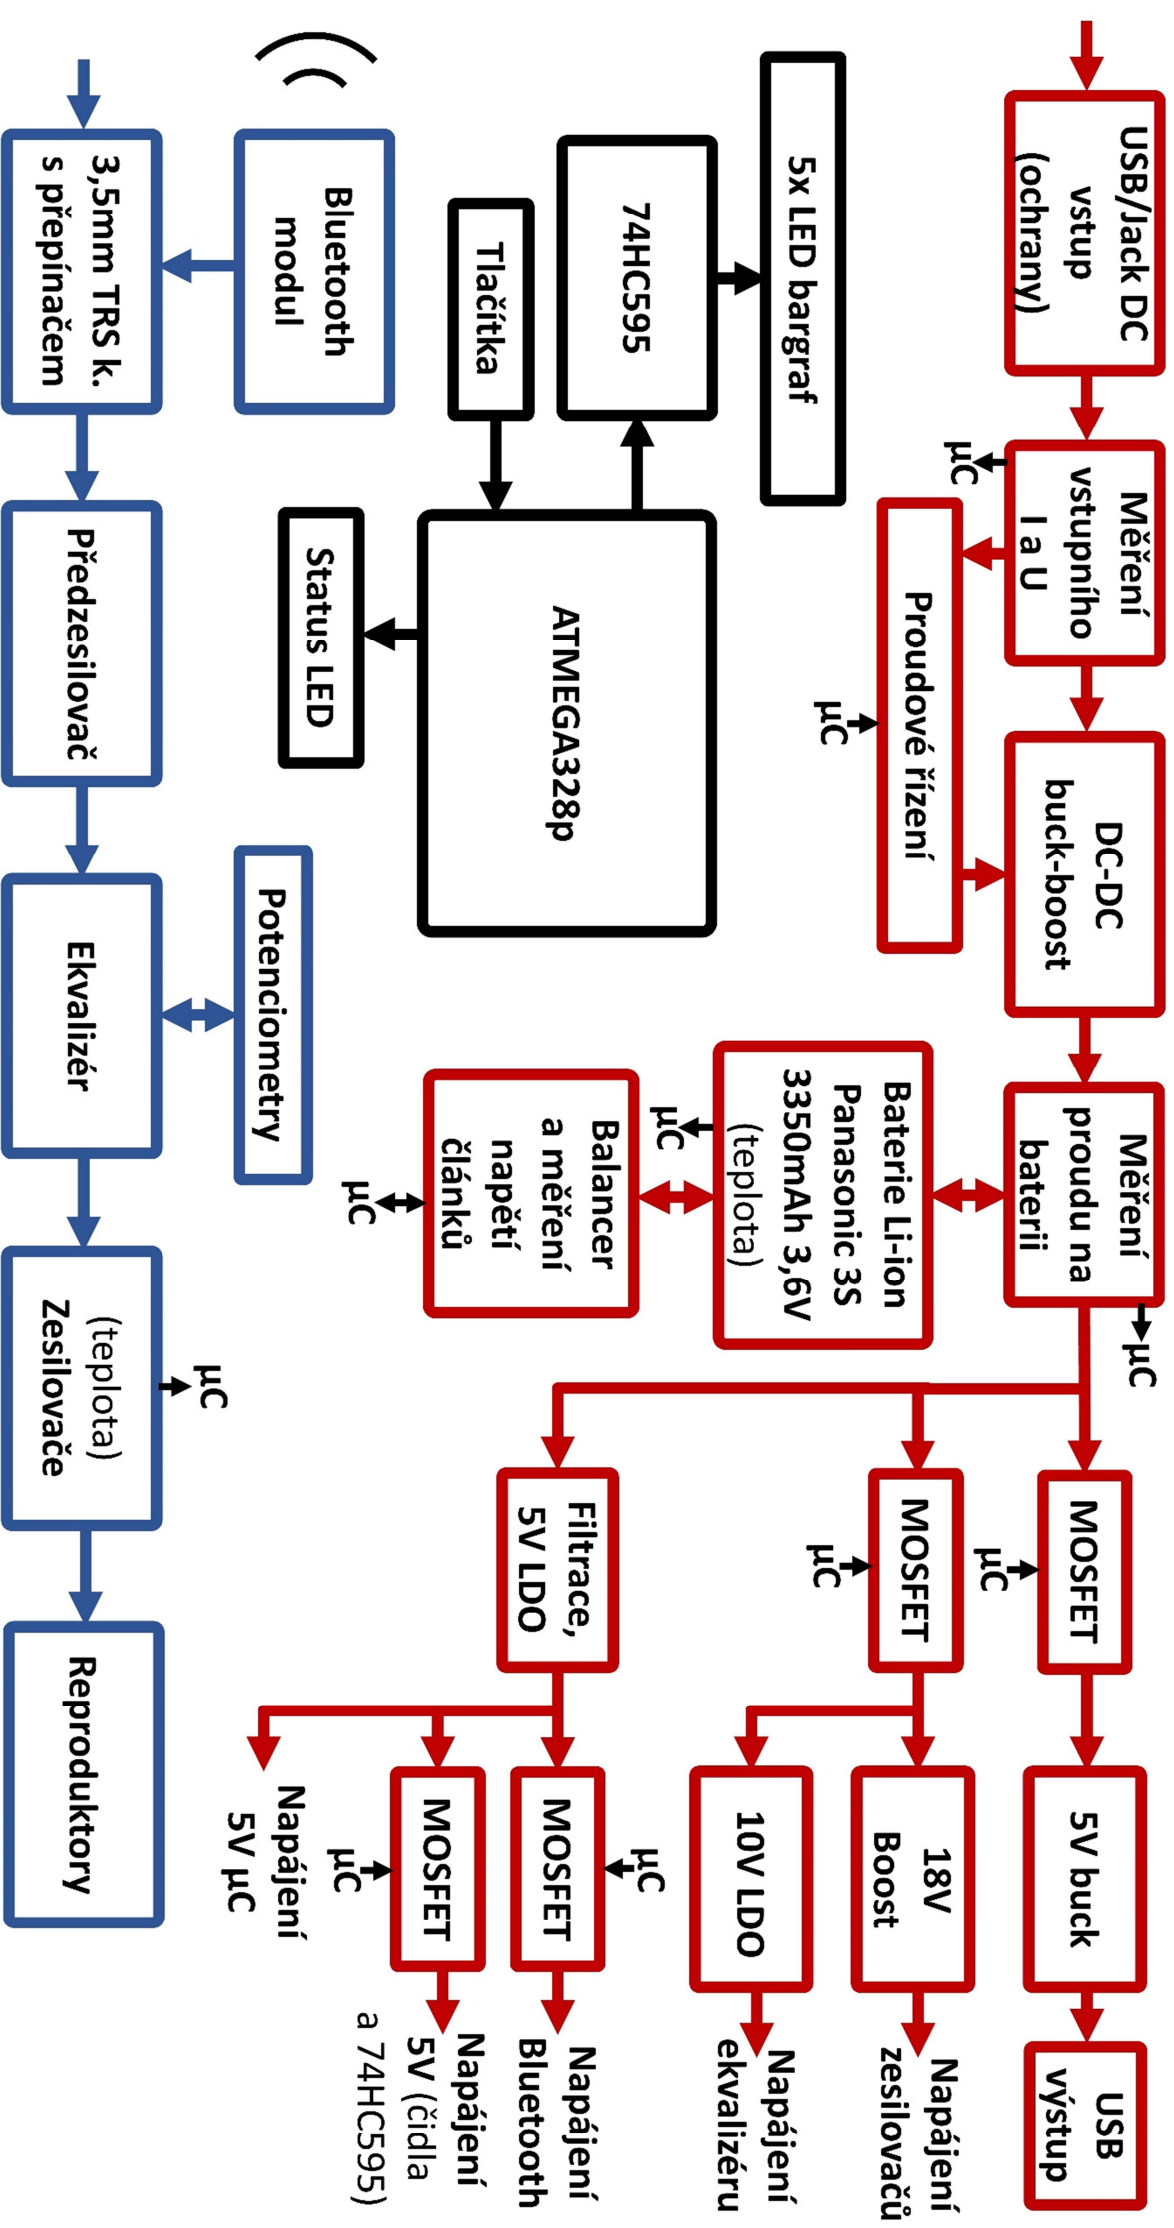 USB/Jack DC
vstup
(ochrany)
Měření
vstupního
I a U
µC
DC-DC
buck-boost
Měření
proudu na
baterii
µC
MOSFET
µC
5V buck
USB
výstup
Proudové řízení
µC
MOSFET
µC
18V
Boost
Napájení
zesilovačů
5x LED bargraf
Baterie Li-ion
Panasonic 3S
3350mAh 3,6V
(teplota)
µC
10V LDO
Napájení
ekvalizéru
74HC595
ATMEGA328p
Tlačítka
Balancer
a měření
napětí
článků
µC
Filtrace,
5V LDO
µC
MOSFET
Napájení
Bluetooth
MOSFET
µC
Napájení
5V (čidla
a 74HC595)
Status LED
Napájení
5V µC
Bluetooth
modul
Potenciometry
µC
3,5mm TRS k.
s přepínačem
Předzesilovač
Ekvalizér
(teplota)
Zesilovače
Reproduktory